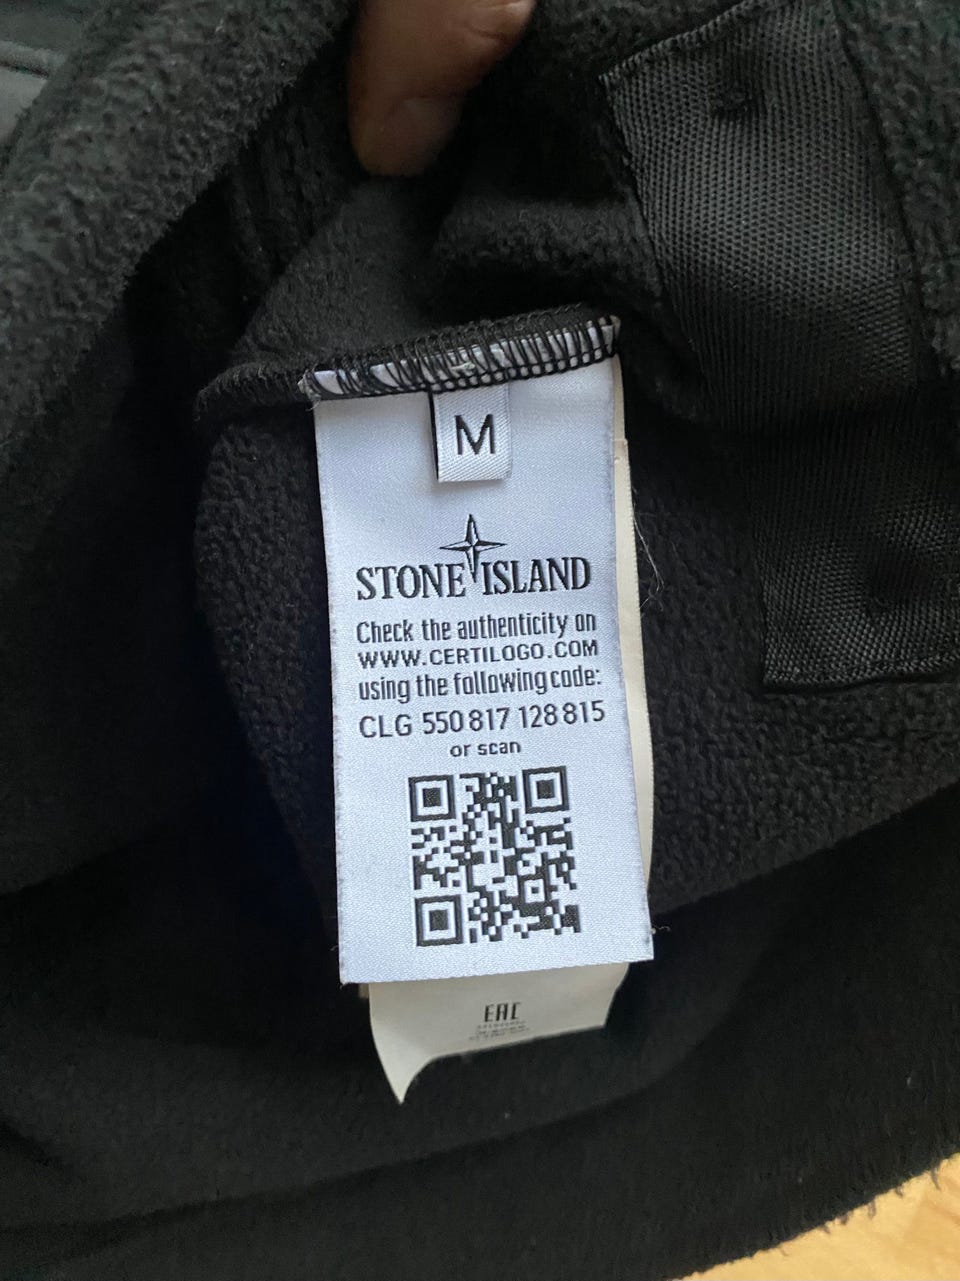 M
STONE ISLAND
Check the authenticity on
WWW.CERTILOGO.COM
using the following code:
CLG 550 817 128 815
or scan
EAC